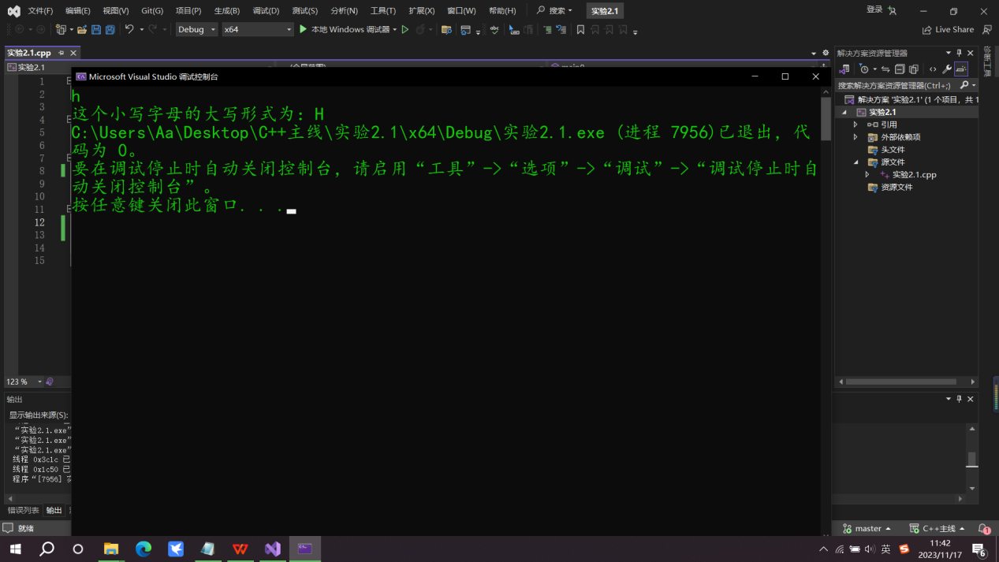 文件(F) 编辑(E) 视图(V) Git(G) 项目(P) 生成(B) 调试(D) 测试(S) 分析(N) 工具(T) 扩展(X) 窗口(W) 帮助(H) 搜索 实验2.1 登录
Debug x64 本地 Windows 调试器 Live Share
实验2.1.cpp
实验2.1
解决方案资源管理器
搜索解决方案资源管理器(Ctrl+;)
解决方案 '实验2.1' (1 个项目, 共 1
实验2.1
引用
外部依赖项
头文件
源文件
实验2.1.cpp
资源文件
Microsoft Visual Studio 调试控制台
h
这个小写字母的大写形式为: H
C:\Users\Aa\Desktop\C++主线\实验2.1\x64\Debug\实验2.1.exe (进程 7956)已退出，代
码为 0。
要在调试停止时自动关闭控制台，请启用“工具”->“选项”->“调试”->“调试停止时自
动关闭控制台”。
按任意键关闭此窗口. . .
1
2
3
4
5
6
7
8
9
10
11
12
13
14
15
123 %
输出
显示输出来源(S):
“实验2.1.exe”
“实验2.1.exe”
“实验2.1.exe”
线程 0x3c1c 已
线程 0x1c50 已
程序“[7956] 实
错误列表 输出
就绪
master C++主线 1
英
11:42
2023/11/17
6